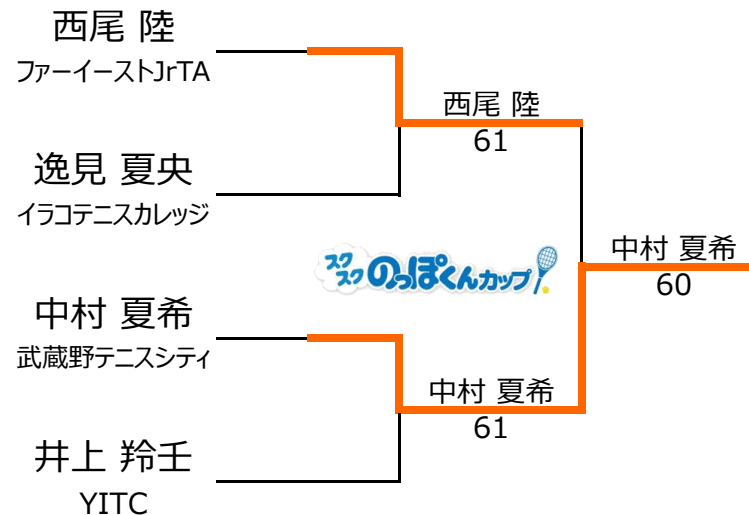 西尾 陸
ファーイーストJrTA
西尾 陸
61
逸見 夏央
イラコテニスカレッジ
スクスク のっぽくんカップ
中村 夏希
60
中村 夏希
武蔵野テニスシティ
中村 夏希
61
井上 羚壬
YITC